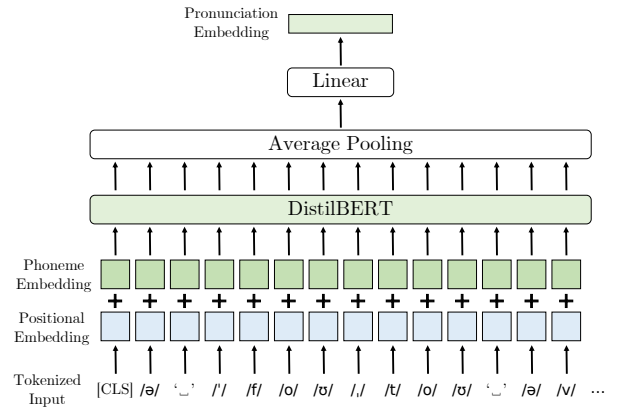 Pronunciation
Embedding
Linear
Average Pooling
DistilBERT
Phoneme
Embedding
+ + + + + + + + + + + + + +
Positional
Embedding
Tokenized
Input
[CLS] /ə/ ‘␣’ /ˈ/ /f/ /o/ /ʊ/ /ˌ/ /t/ /o/ /ʊ/ ‘␣’ /ə/ /v/ ...